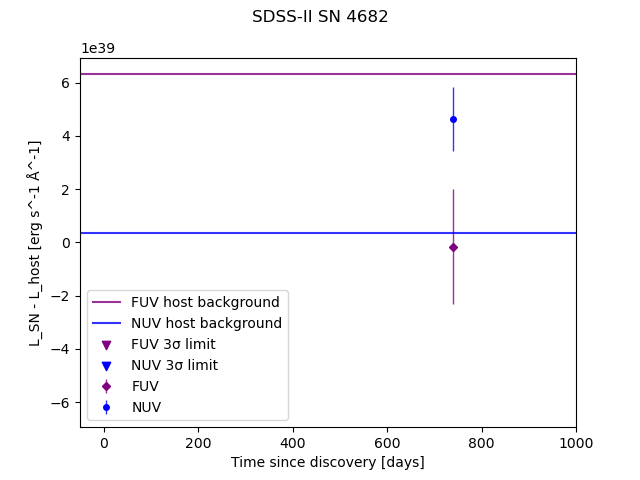 SDSS-II SN 4682
1e39
6
4
2
0
−2
−4
−6
L_SN - L_host [erg s^-1 Å^-1]
FUV host background
NUV host background
FUV 3σ limit
NUV 3σ limit
FUV
NUV
0 200 400 600 800 1000
Time since discovery [days]